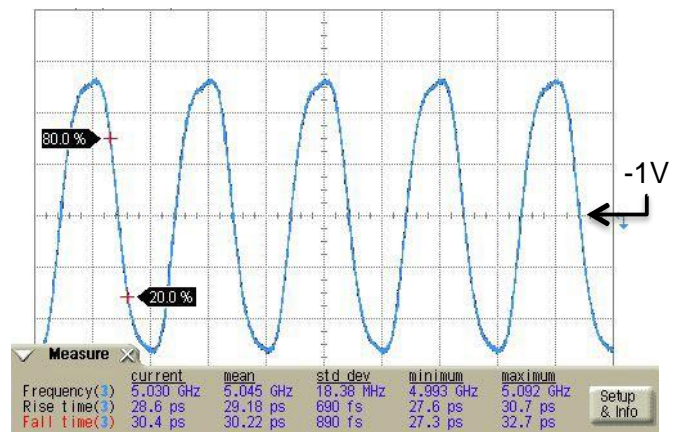 80.0 %
-1V
20.0 %
Measure
current mean std dev minimum maximum
Frequency(3) 5.030 GHz 5.045 GHz 18.38 MHz 4.993 GHz 5.092 GHz
Rise time(3) 28.6 ps 29.18 ps 690 fs 27.6 ps 30.7 ps
Fall time(3) 30.4 ps 30.22 ps 890 fs 27.3 ps 32.7 ps
Setup
& Info